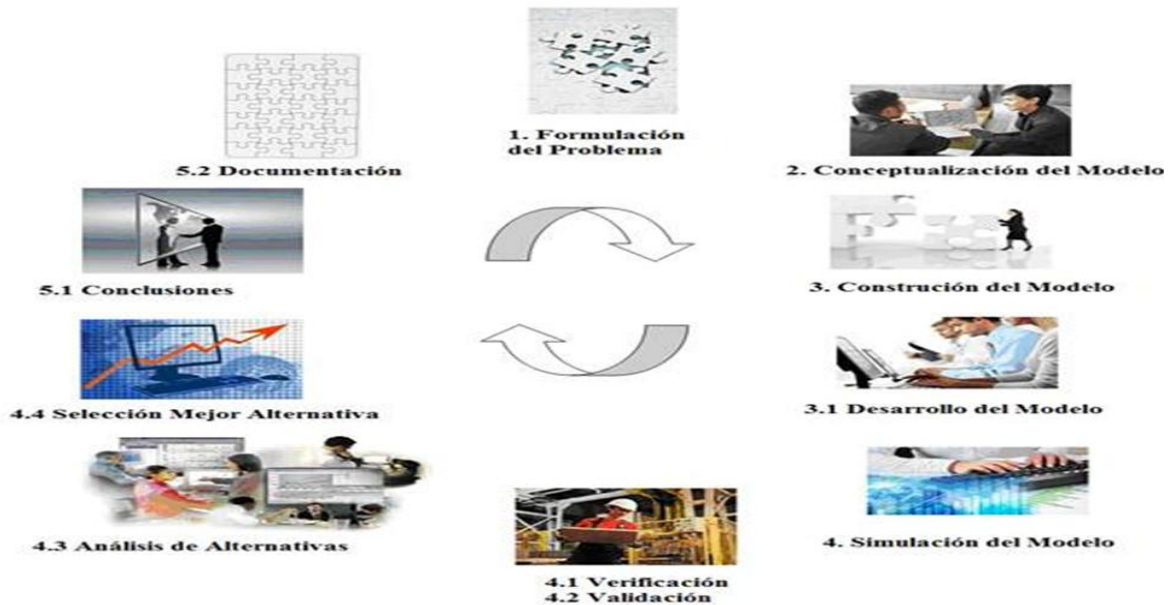 1. Formulación
del Problema
2. Conceptualización del Modelo
3. Construción del Modelo
3.1 Desarrollo del Modelo
4. Simulación del Modelo
4.1 Verificación
4.2 Validación
4.3 Análisis de Alternativas
4.4 Selección Mejor Alternativa
5.1 Conclusiones
5.2 Documentación